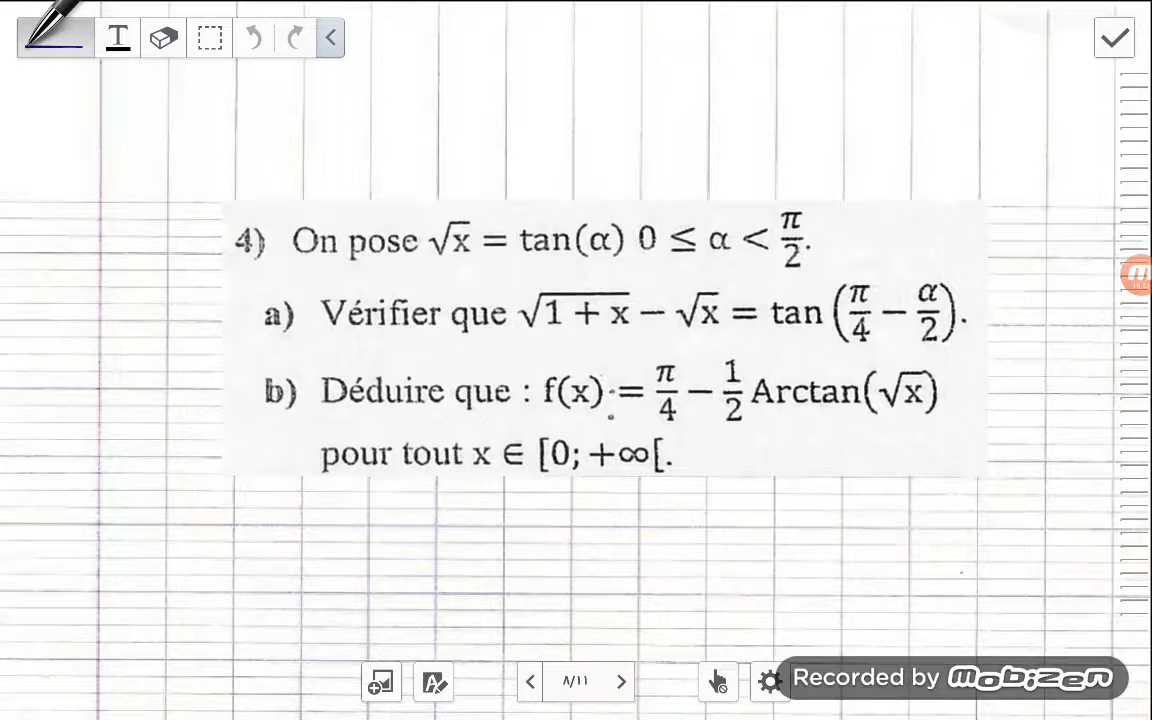 T
4) On pose √x = tan(α) 0 ≤ α < π/2.
a) Vérifier que √(1 + x) − √x = tan(π/4 − α/2).
b) Déduire que : f(x) = π/4 − 1/2 Arctan(√x)
pour tout x ∈ [0; +∞[.
Recorded by mobizen